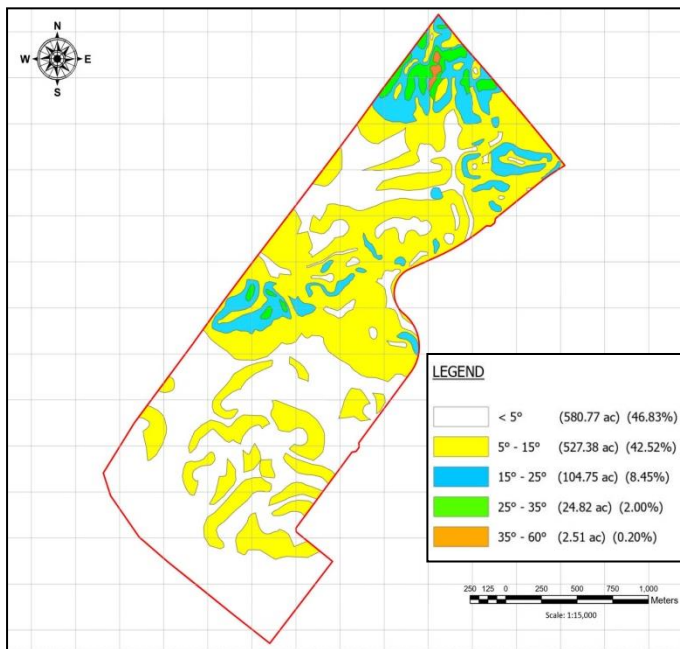 N
W E
S
LEGEND
< 5° (580.77 ac) (46.83%)
5° - 15° (527.38 ac) (42.52%)
15° - 25° (104.75 ac) (8.45%)
25° - 35° (24.82 ac) (2.00%)
35° - 60° (2.51 ac) (0.20%)
250 125 0 250 500 750 1,000
Meters
Scale: 1:15,000